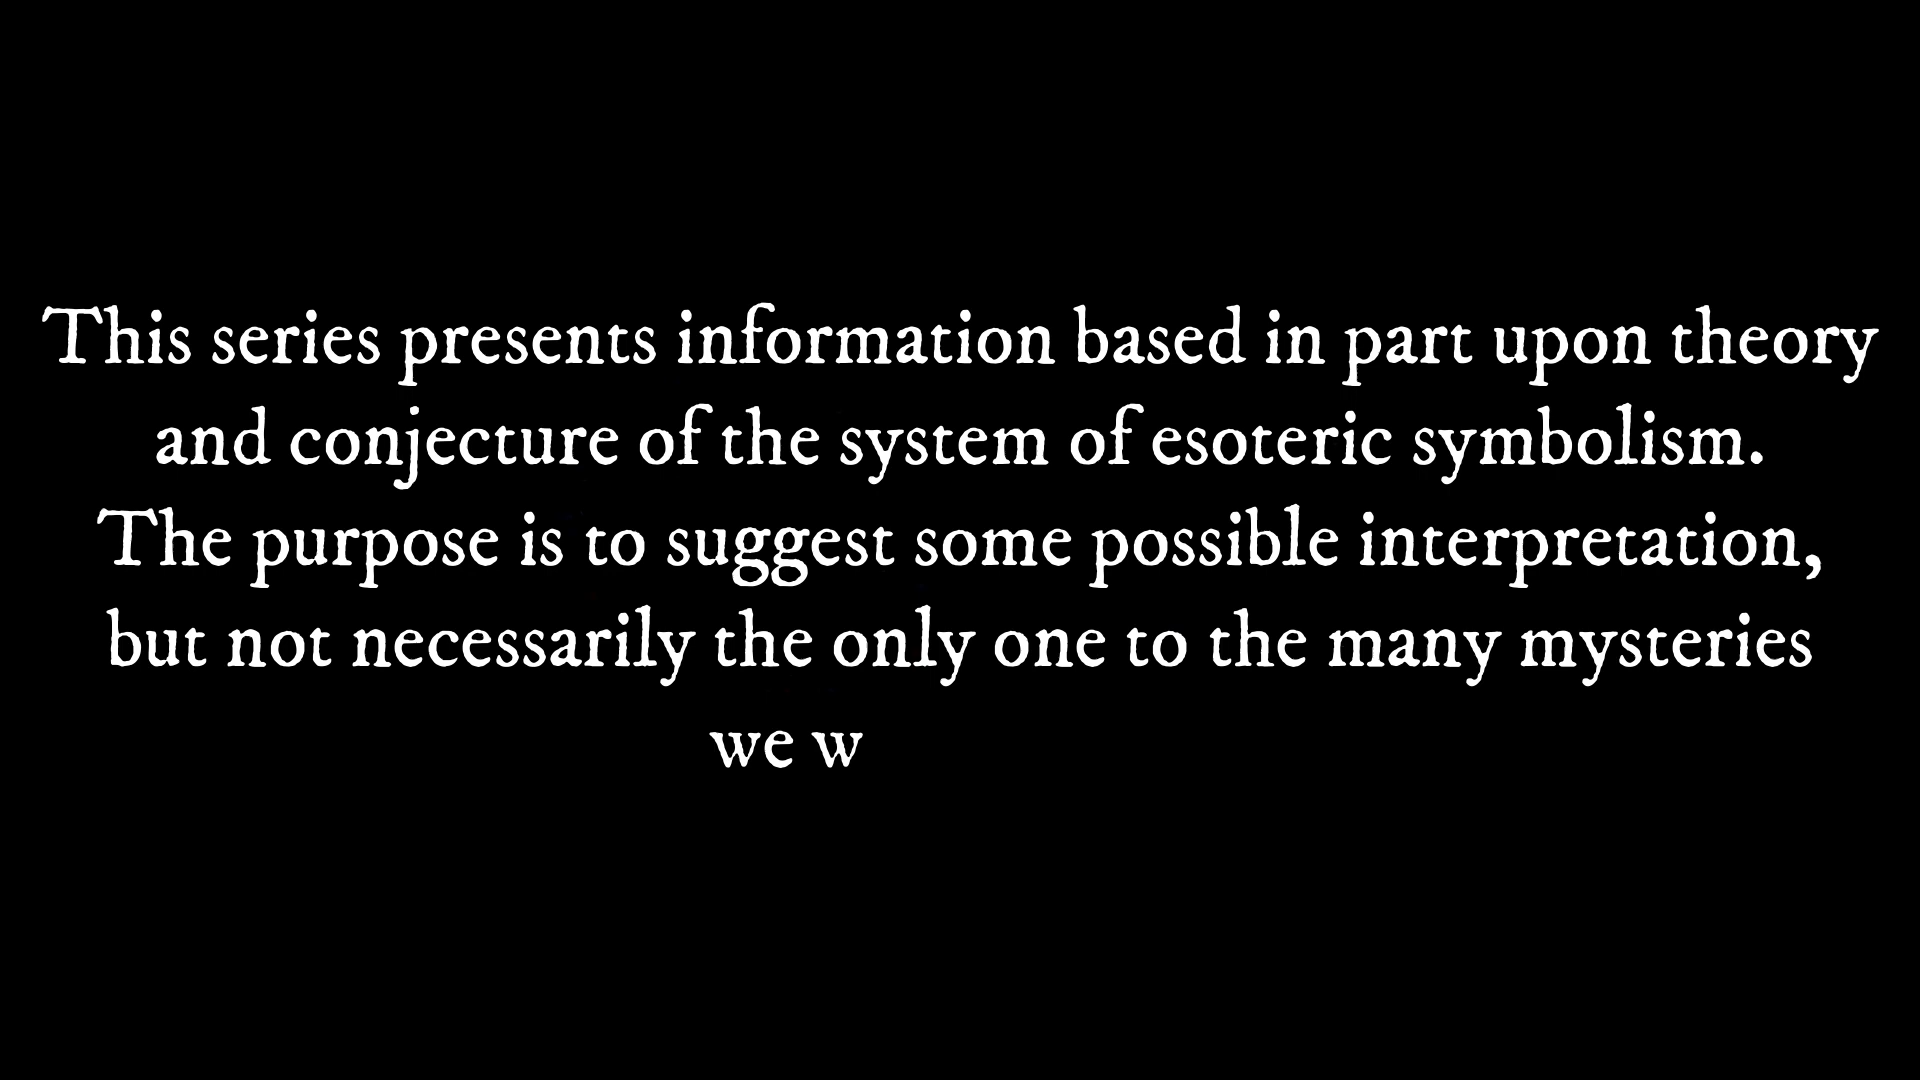 This series presents information based in part upon theory
and conjecture of the system of esoteric symbolism.
The purpose is to suggest some possible interpretation,
but not necessarily the only one to the many mysteries
we w